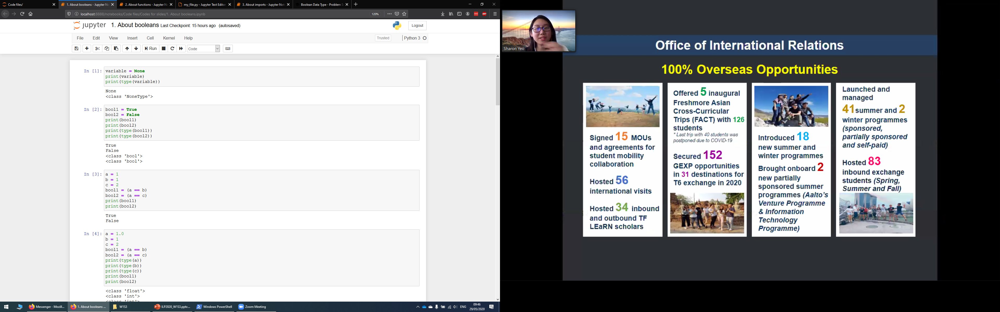 Code files/
1. About booleans - Jupyter No
2. About functions - Jupyter N
my_file.py - Jupyter Text Editor
3. About imports - Jupyter Not
Boolean Data Type - Problem S
localhost:8888/notebooks/Code files/Codes for slides/1. About booleans.ipynb
120%
ABP
jupyter 1. About booleans Last Checkpoint: 15 hours ago (autosaved)
Logout
File Edit View Insert Cell Kernel Help
Trusted
Python 3
Run
Code
In [1]:
variable = None
print(variable)
print(type(variable))
None
<class 'NoneType'>
In [2]:
bool1 = True
bool2 = False
print(bool1)
print(bool2)
print(type(bool1))
print(type(bool2))
True
False
<class 'bool'>
<class 'bool'>
In [3]:
a = 1
b = 1
c = 2
bool1 = (a == b)
bool2 = (a == c)
print(bool1)
print(bool2)
True
False
In [4]:
a = 1.0
b = 1
c = 2
bool1 = (a == b)
bool2 = (a == c)
print(type(a))
print(type(b))
print(type(c))
print(bool1)
print(bool2)
<class 'float'>
<class 'int'>
<class 'int'>
Messenger - Mozill...
1. About booleans ...
W1S3
ILP2020_W1S3.pptx...
Windows PowerShell
Zoom Meeting
ENG
09:46
29/05/2020
Sharon Yeo
Office of International Relations
100% Overseas Opportunities
Signed 15 MOUs
and agreements for
student mobility
collaboration
Hosted 56
international visits
Hosted 34 inbound
and outbound TF
LEaRN scholars
Offered 5 inaugural
Freshmore Asian
Cross-Curricular
Trips (FACT) with 126
students
* Last trip with 40 students was
postponed due to COVID-19
Secured 152
GEXP opportunities
in 31 destinations for
T6 exchange in 2020
Introduced 18
new summer and
winter programmes
Brought onboard 2
new partially
sponsored summer
programmes (Aalto's
Venture Programme
& Information
Technology
Programme)
Launched and
managed
41 summer and 2
winter programmes
(sponsored,
partially sponsored
and self-paid)
Hosted 83
inbound exchange
students (Spring,
Summer and Fall)